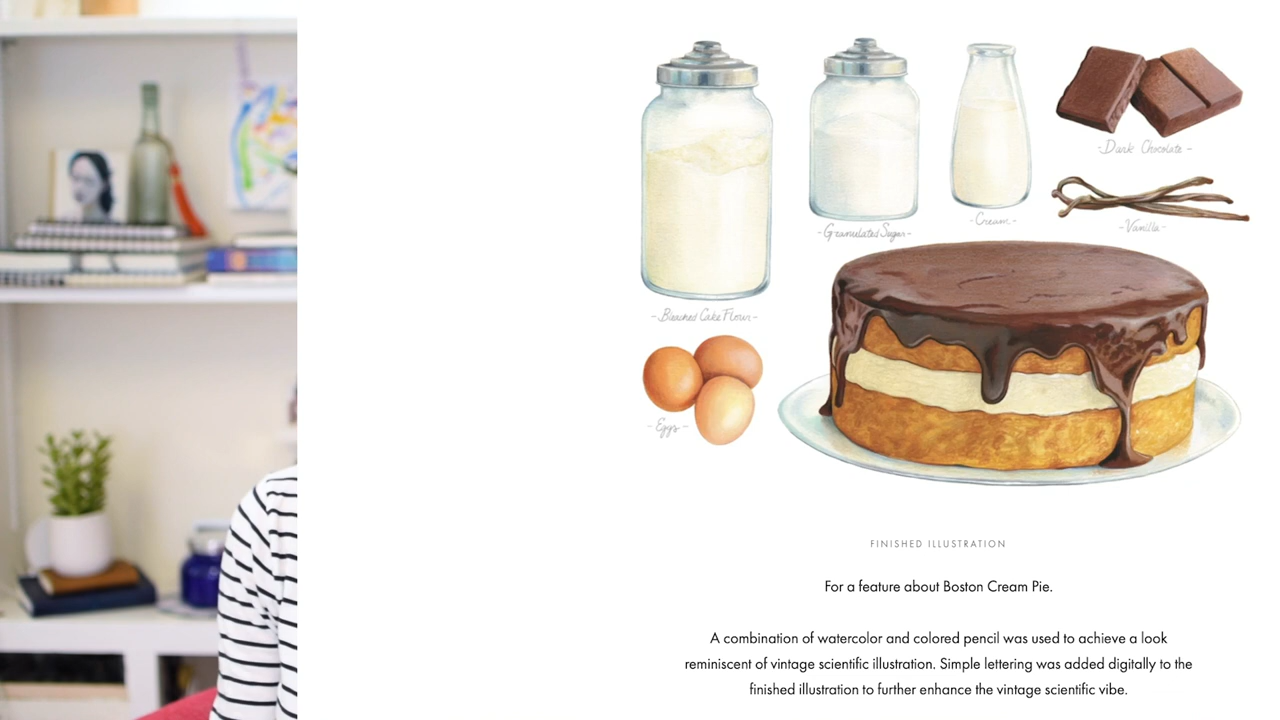 -Dark Chocolate-
-Cream-
-Vanilla-
-Granulated Sugar-
-Bleached Cake Flour-
-Eggs-
FINISHED ILLUSTRATION
For a feature about Boston Cream Pie.
A combination of watercolor and colored pencil was used to achieve a look
reminiscent of vintage scientific illustration. Simple lettering was added digitally to the
finished illustration to further enhance the vintage scientific vibe.